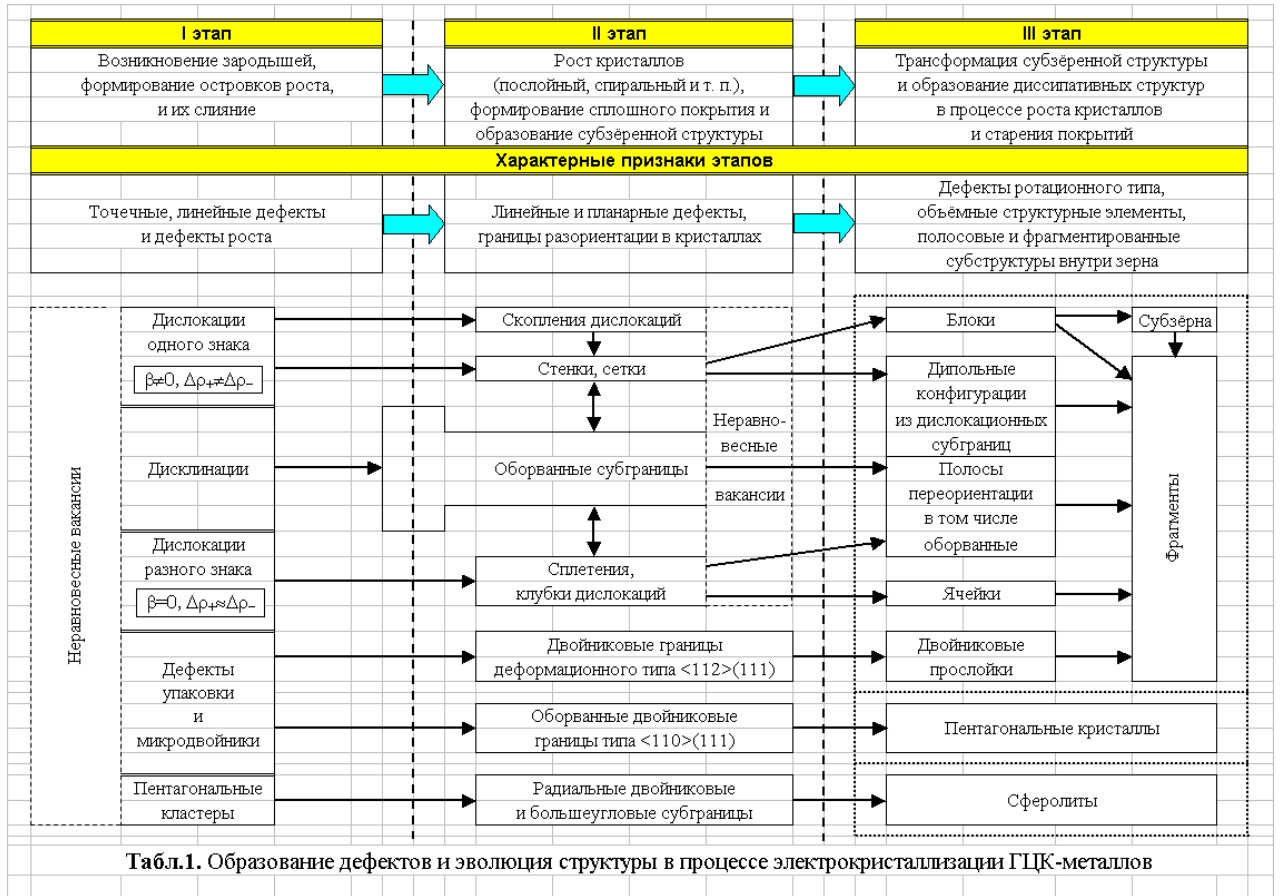 I этап
II этап
III этап
Возникновение зародышей,
формирование островков роста,
и их слияние
Рост кристаллов
(послойный, спиральный и т. п.),
формирование сплошного покрытия и
образование субзёренной структуры
Трансформация субзёренной структуры
и образование диссипативных структур
в процессе роста кристаллов
и старения покрытий
Характерные признаки этапов
Точечные, линейные дефекты
и дефекты роста
Линейные и планарные дефекты,
границы разориентации в кристаллах
Дефекты ротационного типа,
объёмные структурные элементы,
полосовые и фрагментированные
субструктуры внутри зерна
Неравновесные вакансии
Дислокации
одного знака
β≠0, Δρ₊≠Δρ₋
Дисклинации
Дислокации
разного знака
β=0, Δρ₊≈Δρ₋
Дефекты
упаковки
и
микродвойники
Пентагональные
кластеры
Скопления дислокаций
Стенки, сетки
Оборванные субграницы
Сплетения,
клубки дислокаций
Неравно-
весные
вакансии
Двойниковые границы
деформационного типа <112>(111)
Оборванные двойниковые
границы типа <110>(111)
Радиальные двойниковые
и большеугловые субграницы
Блоки
Субзёрна
Дипольные
конфигурации
из дислокационных
субграниц
Полосы
переориентации
в том числе
оборванные
Ячейки
Двойниковые
прослойки
Фрагменты
Пентагональные кристаллы
Сферолиты
Табл.1. Образование дефектов и эволюция структуры в процессе электрокристаллизации ГЦК-металлов